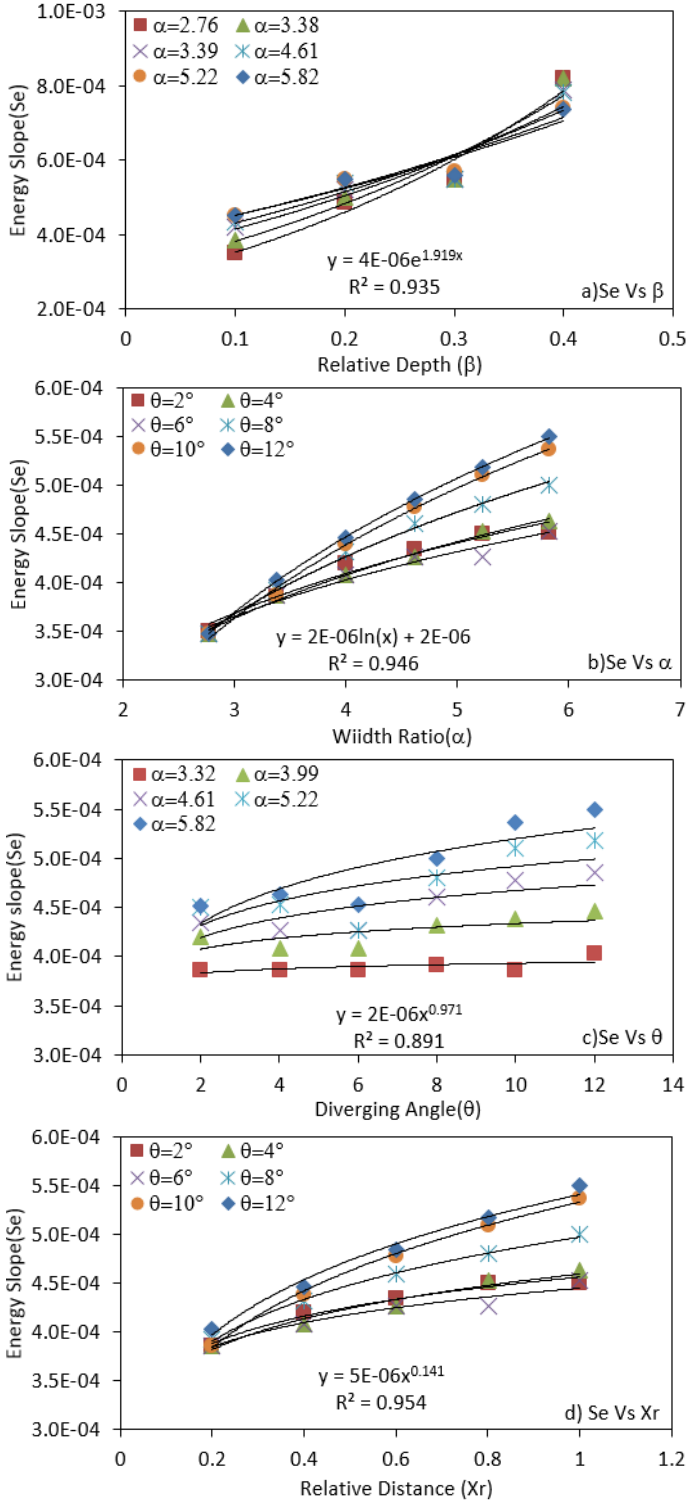 1.0E-03
8.0E-04
6.0E-04
4.0E-04
2.0E-04
Energy Slope(Se)
α=2.76 α=3.38
α=3.39 α=4.61
α=5.22 α=5.82
y = 4E-06e^1.919x
R² = 0.935
a)Se Vs β
0 0.1 0.2 0.3 0.4 0.5
Relative Depth (β)
6.0E-04
5.5E-04
5.0E-04
4.5E-04
4.0E-04
3.5E-04
3.0E-04
Energy Slope(Se)
θ=2° θ=4°
θ=6° θ=8°
θ=10° θ=12°
y = 2E-06ln(x) + 2E-06
R² = 0.946
b)Se Vs α
2 3 4 5 6 7
Wiidth Ratio(α)
6.0E-04
5.5E-04
5.0E-04
4.5E-04
4.0E-04
3.5E-04
3.0E-04
Energy slope(Se)
α=3.32 α=3.99
α=4.61 α=5.22
α=5.82
y = 2E-06x^0.971
R² = 0.891
c)Se Vs θ
0 2 4 6 8 10 12 14
Diverging Angle(θ)
6.0E-04
5.5E-04
5.0E-04
4.5E-04
4.0E-04
3.5E-04
3.0E-04
Energy Slope(Se)
θ=2° θ=4°
θ=6° θ=8°
θ=10° θ=12°
y = 5E-06x^0.141
R² = 0.954
d) Se Vs Xr
0 0.2 0.4 0.6 0.8 1 1.2
Relative Distance (Xr)